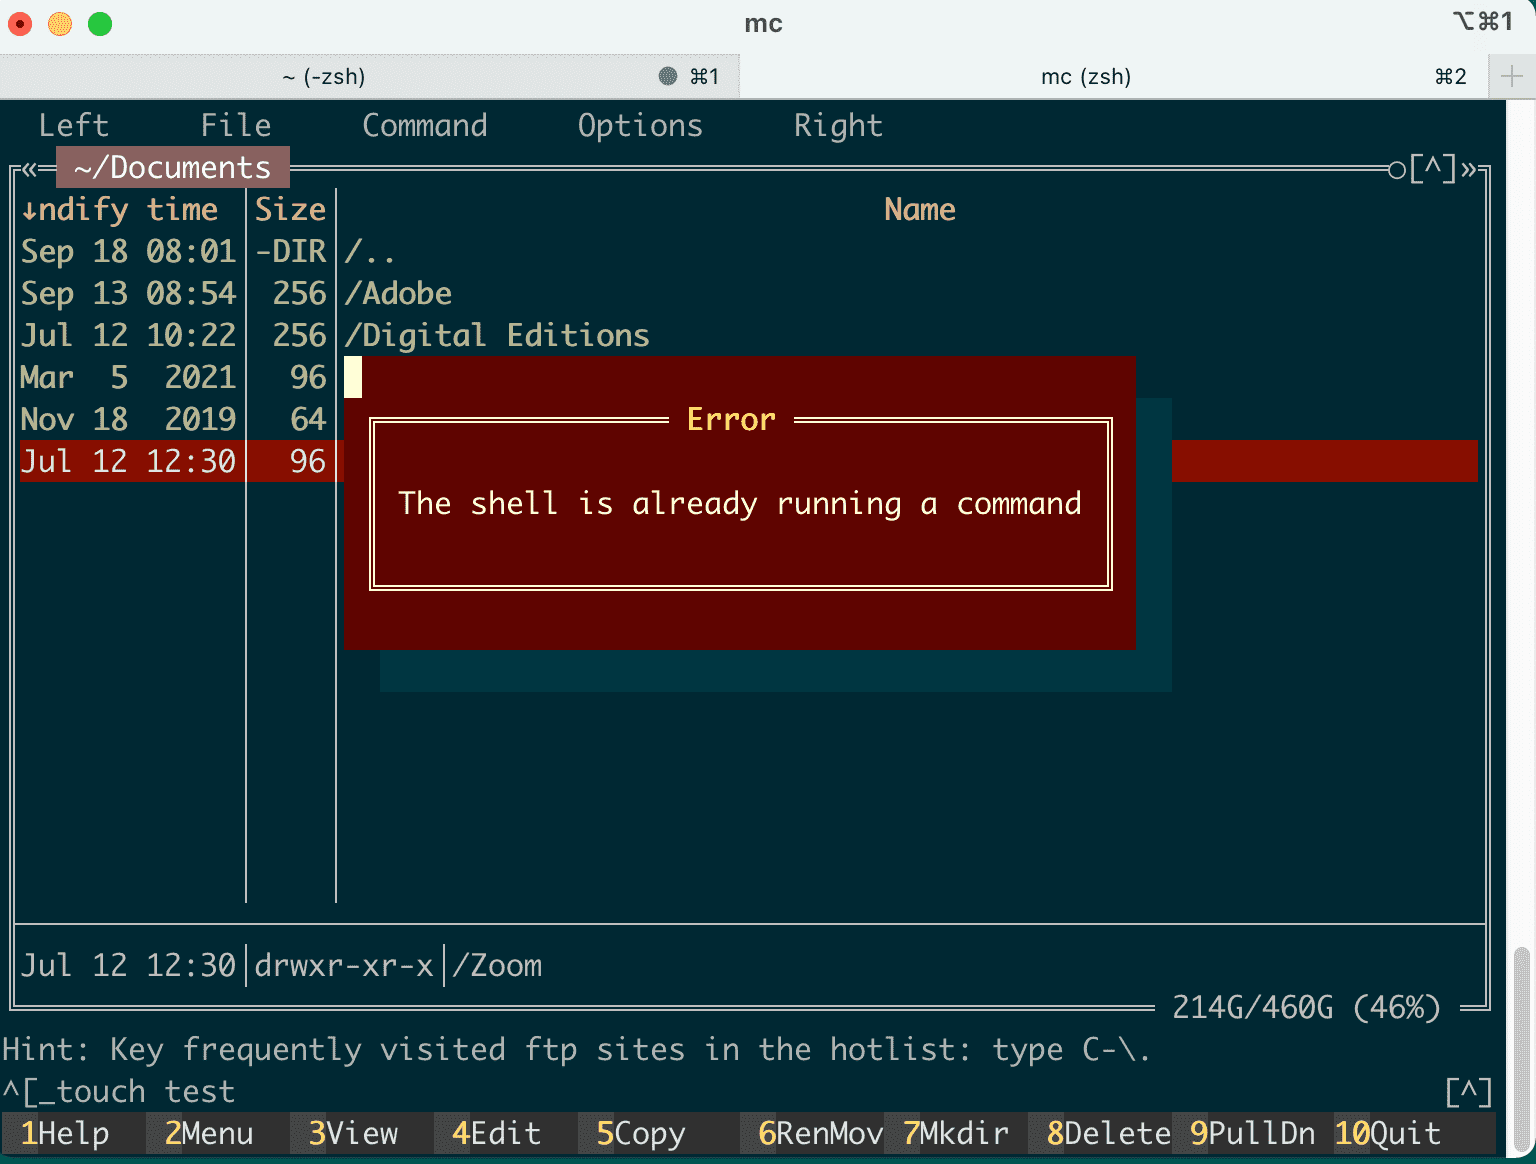 mc
⌥⌘1
~ (-zsh) ⌘1
mc (zsh) ⌘2
Left File Command Options Right
« ~/Documents [^]»
↓ndify time Size Name
Sep 18 08:01 -DIR /..
Sep 13 08:54 256 /Adobe
Jul 12 10:22 256 /Digital Editions
Mar 5 2021 96
Nov 18 2019 64
Jul 12 12:30 96
Error
The shell is already running a command
Jul 12 12:30 drwxr-xr-x /Zoom
214G/460G (46%)
Hint: Key frequently visited ftp sites in the hotlist: type C-\.
^[_touch test [^]
1Help 2Menu 3View 4Edit 5Copy 6RenMov 7Mkdir 8Delete 9PullDn 10Quit